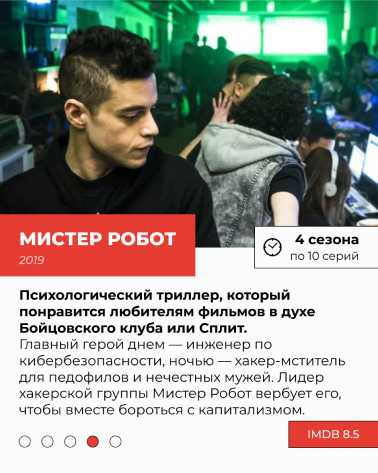 МИСТЕР РОБОТ
2019
4 сезона
по 10 серий
Психологический триллер, который
понравится любителям фильмов в духе
Бойцовского клуба или Сплит.
Главный герой днем — инженер по
кибербезопасности, ночью — хакер-мститель
для педофилов и нечестных мужей. Лидер
хакерской группы Мистер Робот вербует его,
чтобы вместе бороться с капитализмом.
IMDB 8.5